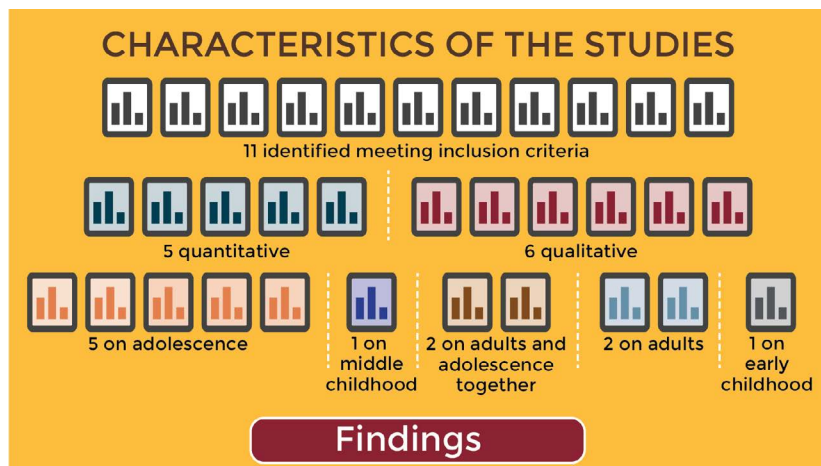 CHARACTERISTICS OF THE STUDIES
11 identified meeting inclusion criteria
5 quantitative
6 qualitative
5 on adolescence
1 on
middle
childhood
2 on adults and
adolescence
together
2 on adults
1 on
early
childhood
Findings